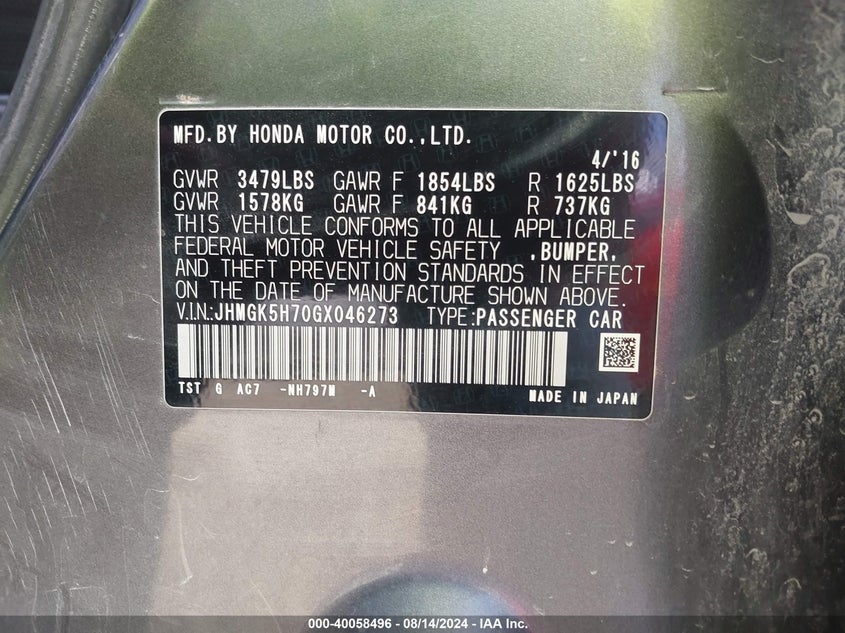 MFD.BY HONDA MOTOR CO.,LTD.
4/'16
GVWR 3479LBS GAWR F 1854LBS R 1625LBS
GVWR 1578KG GAWR F 841KG R 737KG
THIS VEHICLE CONFORMS TO ALL APPLICABLE
FEDERAL MOTOR VEHICLE SAFETY ,BUMPER,
AND THEFT PREVENTION STANDARDS IN EFFECT
ON THE DATE OF MANUFACTURE SHOWN ABOVE.
V.I.N:JHMGK5H70GX046273 TYPE:PASSENGER CAR
TST G AC7 -NH797M -A
MADE IN JAPAN
000-40058496 - 08/14/2024 - IAA Inc.